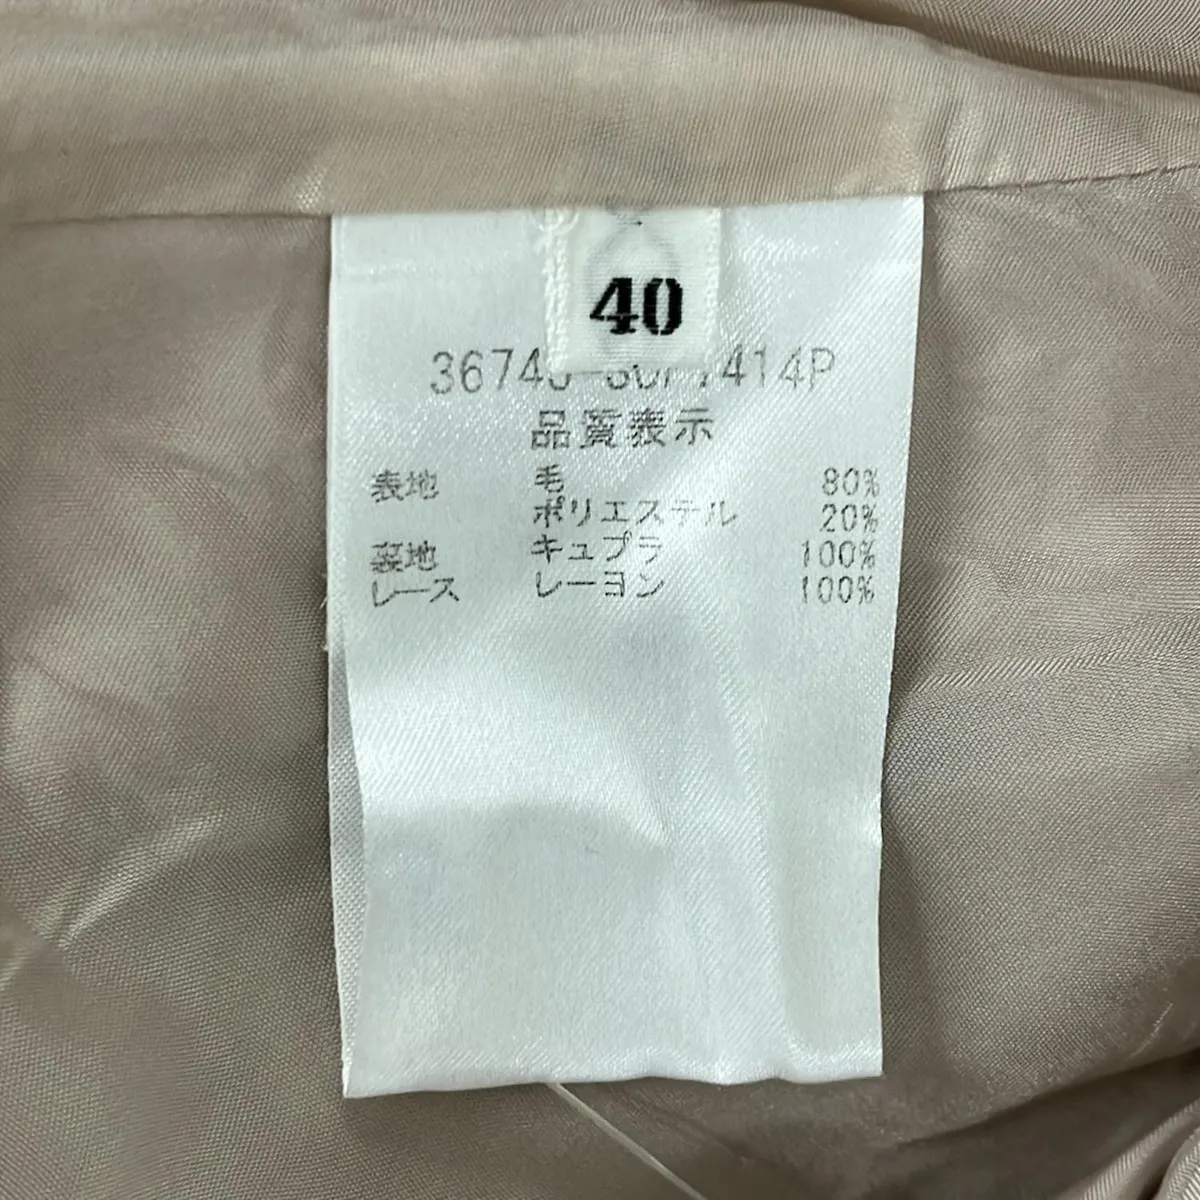 40
414P
品質表示
表地 毛 80%
ポリエステル 20%
裏地 キュプラ 100%
レース レーヨン 100%